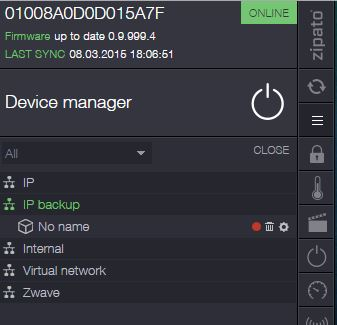 01008A0D0D015A7F
ONLINE
Firmware up to date 0.9.999.4
LAST SYNC 08.03.2015 18:06:51
zipato
Device manager
All
CLOSE
IP
IP backup
No name
Internal
Virtual network
Zwave